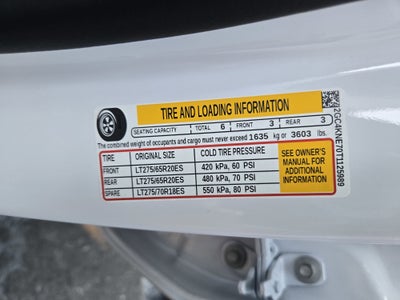 TIRE AND LOADING INFORMATION
SEATING CAPACITY TOTAL 6 FRONT 3 REAR 3
The combined weight of occupants and cargo must never exceed 1635 kg or 3603 lbs.
TIRE ORIGINAL SIZE COLD TIRE PRESSURE
FRONT LT275/65R20ES 420 kPa, 60 PSI
REAR LT275/65R20ES 480 kPa, 70 PSI
SPARE LT275/70R18ES 550 kPa, 80 PSI
SEE OWNER'S
MANUAL FOR
ADDITIONAL
INFORMATION